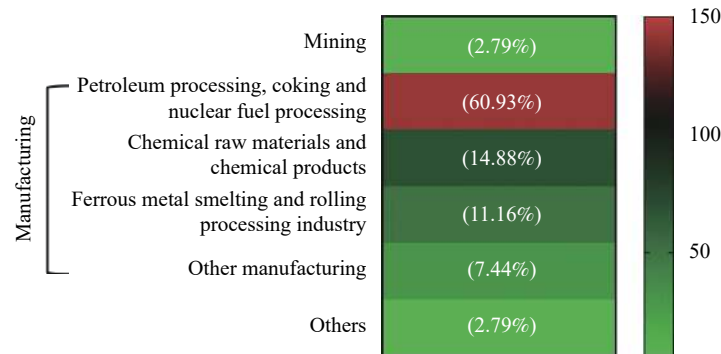 Mining
(2.79%)
Manufacturing
Petroleum processing, coking and
nuclear fuel processing
(60.93%)
Chemical raw materials and
chemical products
(14.88%)
Ferrous metal smelting and rolling
processing industry
(11.16%)
Other manufacturing
(7.44%)
Others
(2.79%)
150
100
50